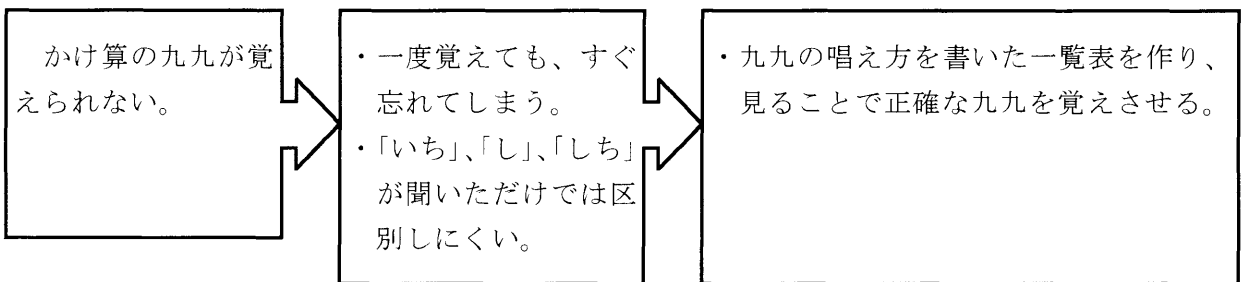 かけ算の九九が覚
えられない。
・一度覚えても、すぐ
忘れてしまう。
・「いち」、「し」、「しち」
が聞いただけでは区
別しにくい。
・九九の唱え方を書いた一覧表を作り、
見ることで正確な九九を覚えさせる。